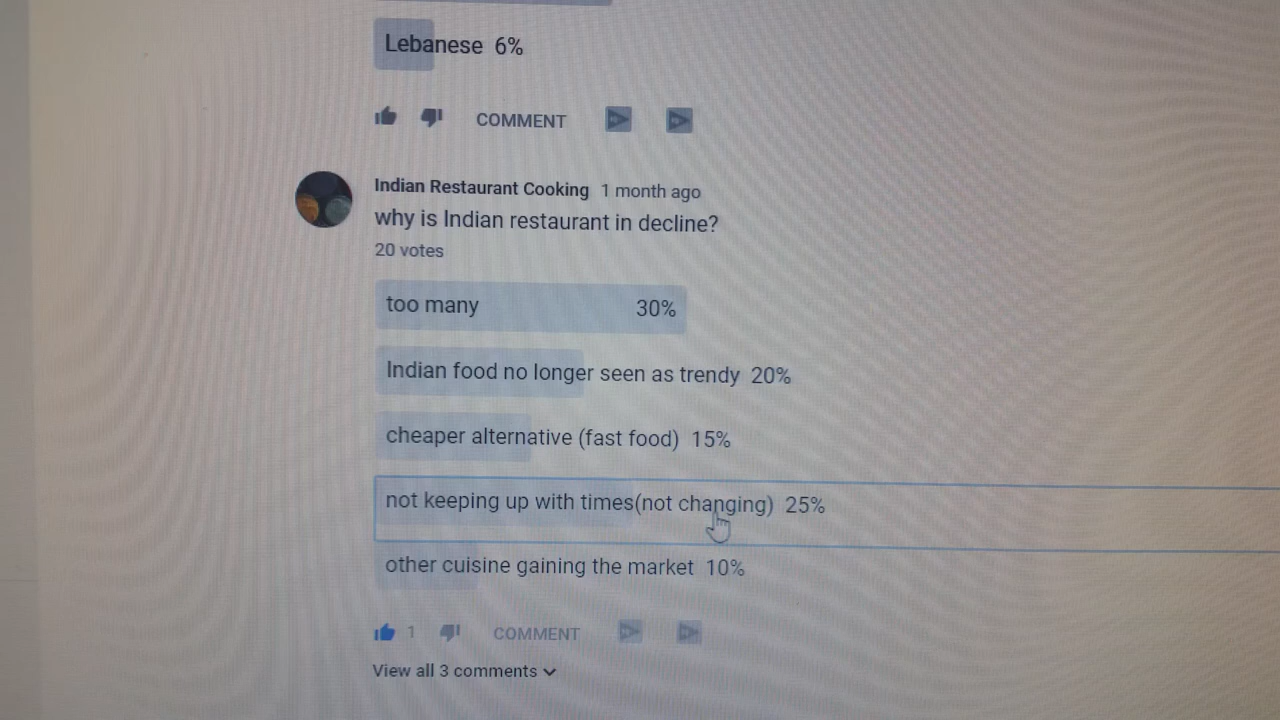 Lebanese 6%
COMMENT
Indian Restaurant Cooking 1 month ago
why is Indian restaurant in decline?
20 votes
too many 30%
Indian food no longer seen as trendy 20%
cheaper alternative (fast food) 15%
not keeping up with times(not changing) 25%
other cuisine gaining the market 10%
1 COMMENT
View all 3 comments